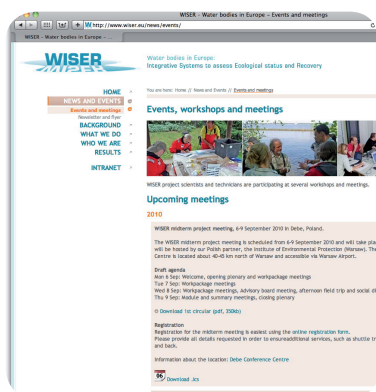 WISER - Water bodies in Europe - Events and meetings
http://www.wiser.eu/news/events/
WISER - Water bodies in Europe - ...
WISER
Water bodies in Europe:
Integrative Systems to assess Ecological status and Recovery
HOME
NEWS AND EVENTS
Events and meetings
Newsletter and flyer
BACKGROUND
WHAT WE DO
WHO WE ARE
RESULTS
INTRANET
You are here: Home // News and Events // Events and meetings
Events, workshops and meetings
WISER project scientists and technicians are participating at several workshops and meetings.
Upcoming meetings
2010
WISER midterm project meeting, 6-9 September 2010 in Debe, Poland.
The WISER midterm project meeting is scheduled from 6-9 September 2010 and will take pla
will be hosted by our Polish partner, the Institute of Environmental Protection (Warsaw). The
Centre is located about 40-45 km north of Warsaw and accessible via Warsaw Airport.
Draft agenda
Mon 6 Sep: Welcome, opening plenary and workpackage meetings
Tue 7 Sep: Workpackage meetings
Wed 8 Sep: Workpackage meetings, Advisory board meeting, afternoon field trip and social di
Thu 9 Sep: Module and summary meetings, closing plenary
Download 1st circular (pdf, 350kb)
Registration
Registration for the midterm meeting is easiest using the online registration form.
Please provide all details requested in order to ensureadditional services, such as shuttle tr
and back.
Information about the location: Debe Conference Centre
06 Download .ics